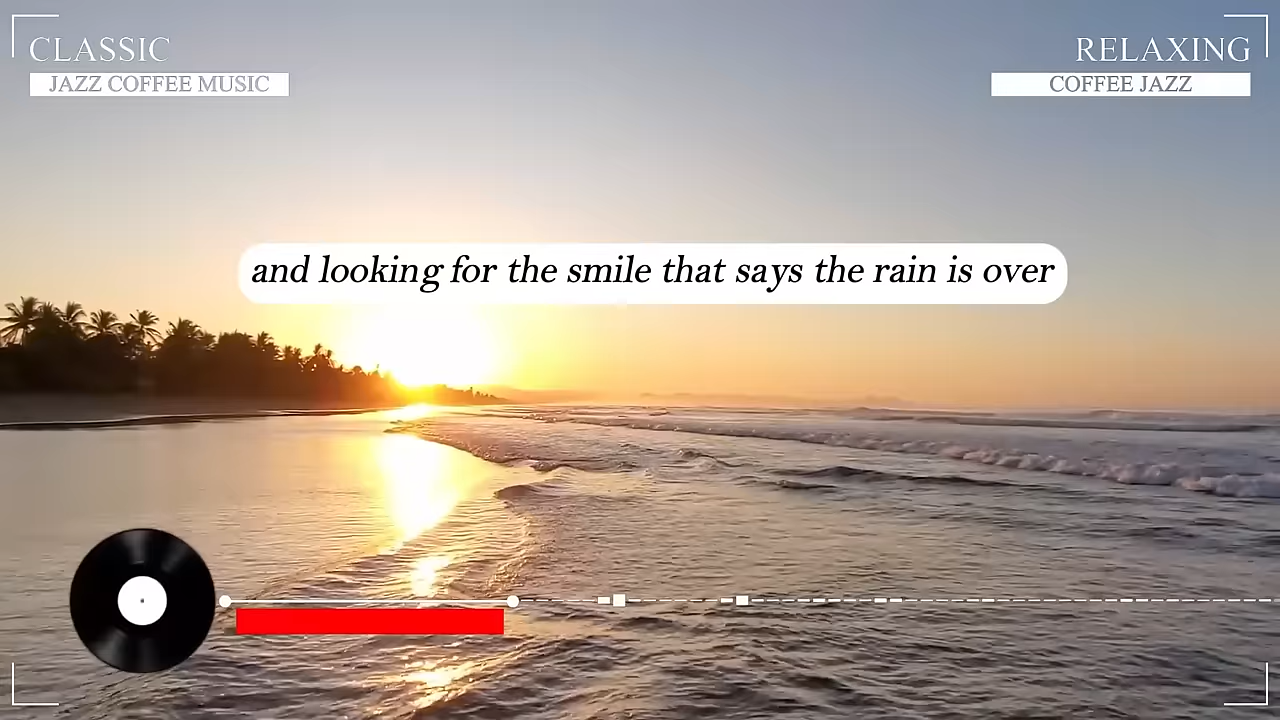 CLASSIC
JAZZ COFFEE MUSIC
RELAXING
COFFEE JAZZ
and looking for the smile that says the rain is over